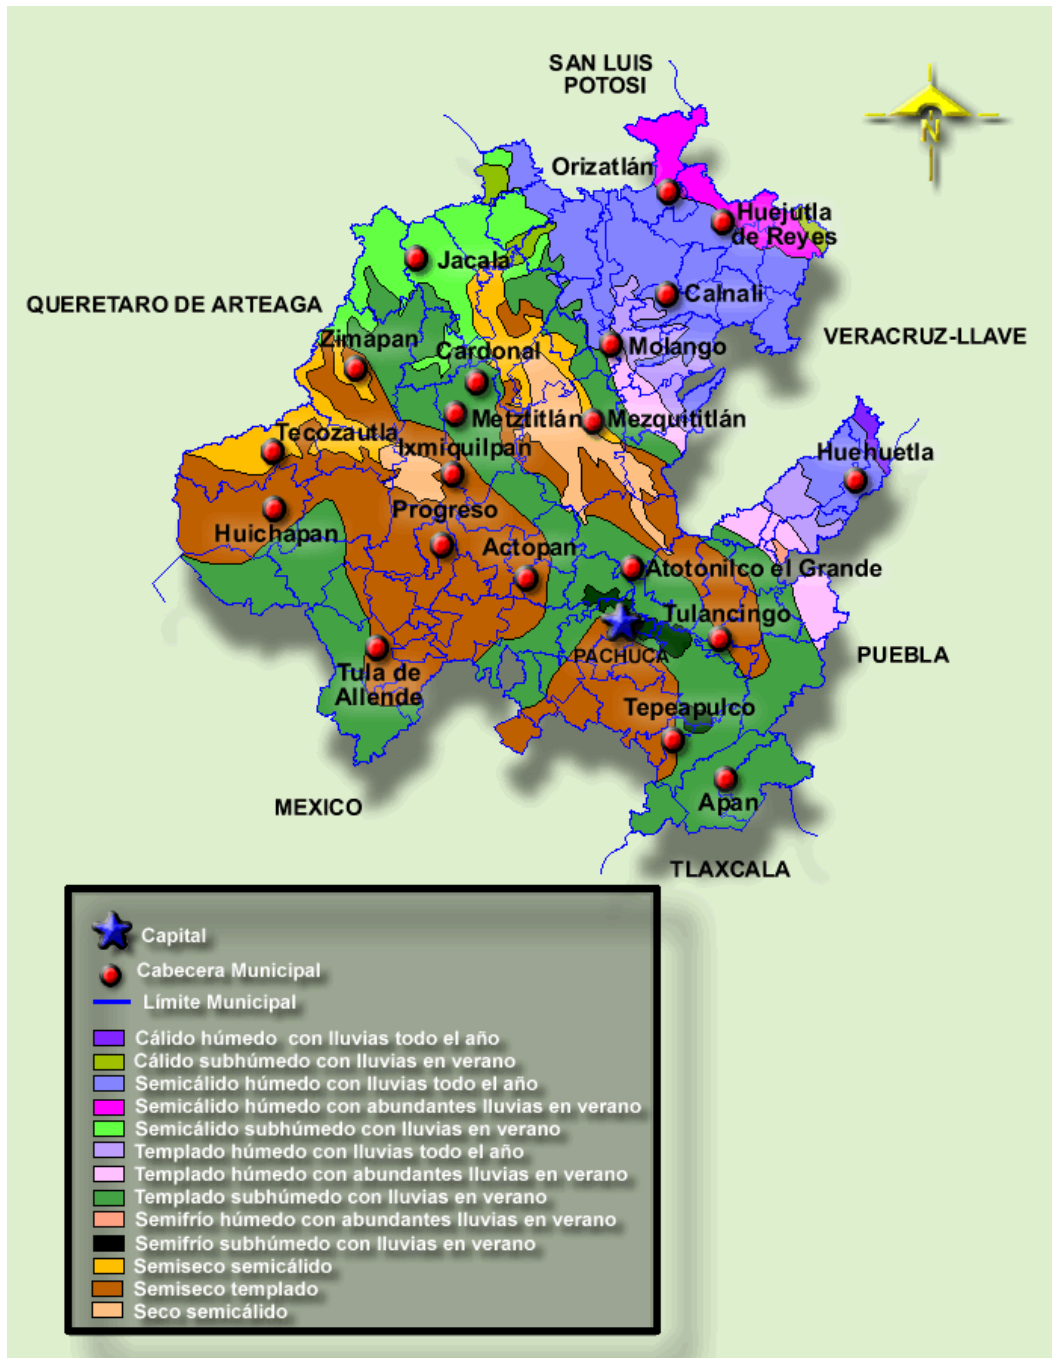 SAN LUIS
POTOSI
N
Orizatlán
Huejutla
de Reyes
Jacala
QUERETARO DE ARTEAGA
Calnali
VERACRUZ-LLAVE
Zimapan
Cardonal
Molango
Metztitlán
Mezquititlán
Tecozautla
Ixmiquilpan
Huehuetla
Progreso
Huichapan
Actopan
Atotonilco el Grande
Tulancingo
PACHUCA
PUEBLA
Tula de
Allende
Tepeapulco
MEXICO
Apan
TLAXCALA
Capital
Cabecera Municipal
Límite Municipal
Cálido húmedo con lluvias todo el año
Cálido subhúmedo con lluvias en verano
Semicálido húmedo con lluvias todo el año
Semicálido húmedo con abundantes lluvias en verano
Semicálido subhúmedo con lluvias en verano
Templado húmedo con lluvias todo el año
Templado húmedo con abundantes lluvias en verano
Templado subhúmedo con lluvias en verano
Semifrío húmedo con abundantes lluvias en verano
Semifrío subhúmedo con lluvias en verano
Semiseco semicálido
Semiseco templado
Seco semicálido